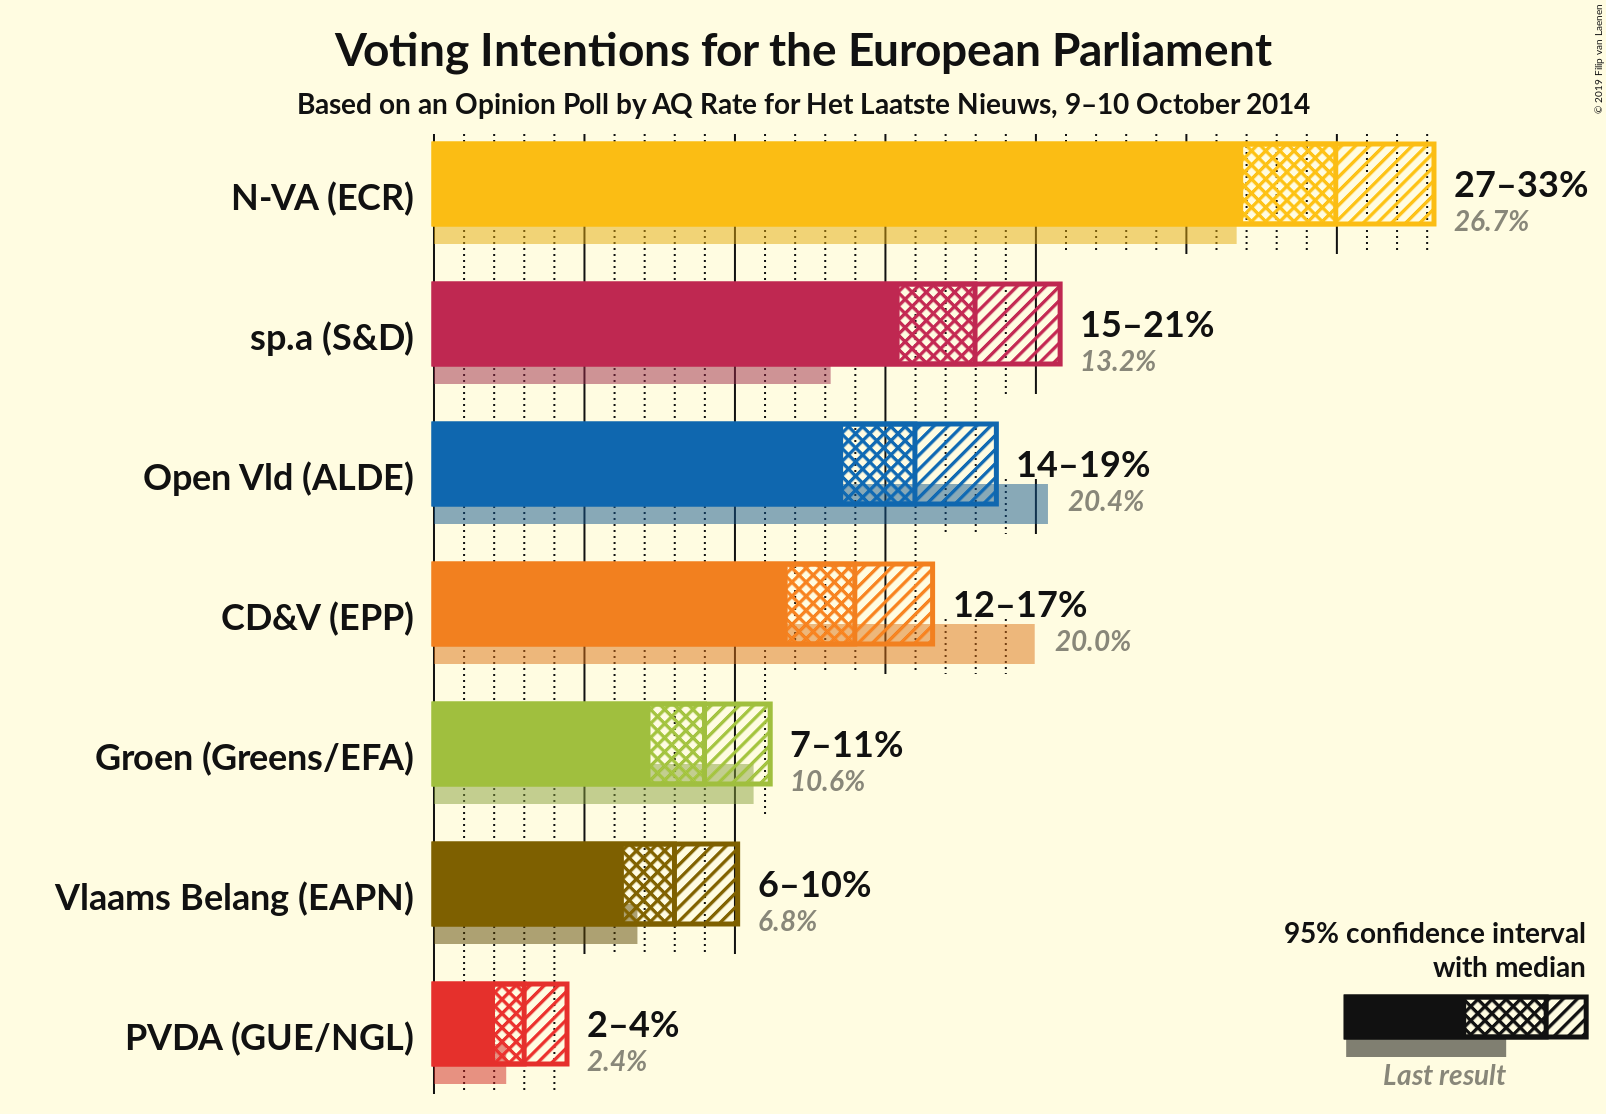 Voting Intentions for the European Parliament
Based on an Opinion Poll by AQ Rate for Het Laatste Nieuws, 9–10 October 2014
© 2019 Filip van Laenen
N-VA (ECR)
27–33%
26.7%
sp.a (S&D)
15–21%
13.2%
Open Vld (ALDE)
14–19%
20.4%
CD&V (EPP)
12–17%
20.0%
Groen (Greens/EFA)
7–11%
10.6%
Vlaams Belang (EAPN)
6–10%
6.8%
PVDA (GUE/NGL)
2–4%
2.4%
95% confidence interval
with median
Last result